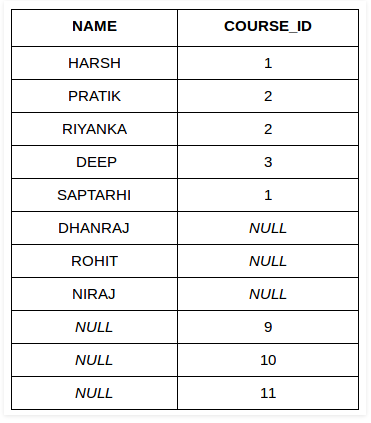 NAME COURSE_ID
HARSH 1
PRATIK 2
RIYANKA 2
DEEP 3
SAPTARHI 1
DHANRAJ NULL
ROHIT NULL
NIRAJ NULL
NULL 9
NULL 10
NULL 11